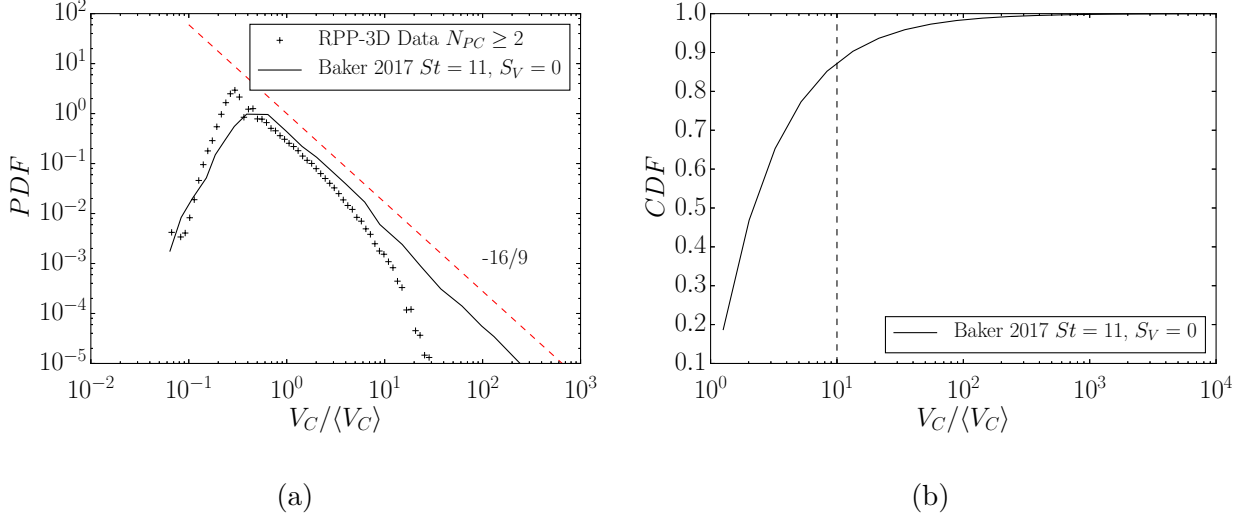 10^3
10^2
10^1
10^0
10^{-1}
10^{-2}
10^{-3}
10^{-4}
10^{-5}
PDF
RPP-3D Data N_{PC} ≥ 2
Baker 2017 St = 11, S_V = 0
-16/9
10^{-2} 10^{-1} 10^0 10^1 10^2 10^3
V_C/⟨V_C⟩
(a)
1.0
0.9
0.8
0.7
0.6
0.5
0.4
0.3
0.2
0.1
CDF
Baker 2017 St = 11, S_V = 0
10^0 10^1 10^2 10^3 10^4
V_C/⟨V_C⟩
(b)